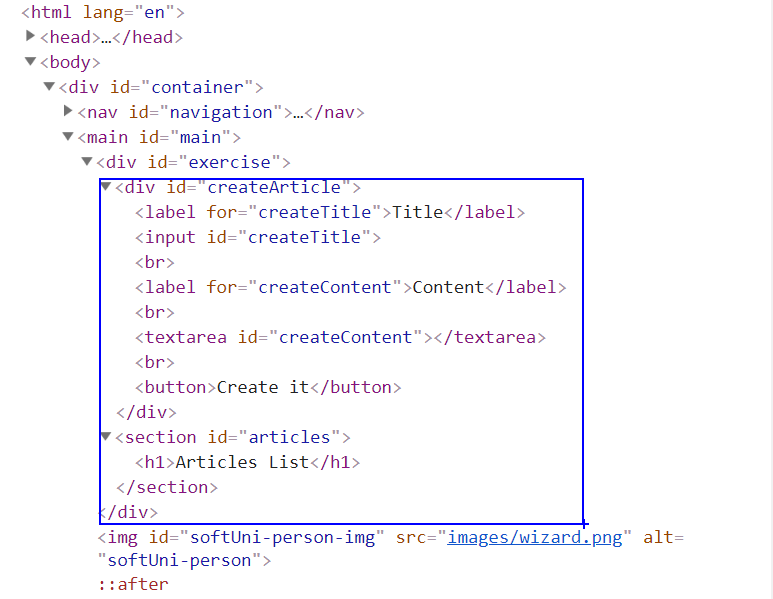 <html lang="en">
<head>…</head>
<body>
<div id="container">
<nav id="navigation">…</nav>
<main id="main">
<div id="exercise">
<div id="createArticle">
<label for="createTitle">Title</label>
<input id="createTitle">
<br>
<label for="createContent">Content</label>
<br>
<textarea id="createContent"></textarea>
<br>
<button>Create it</button>
</div>
<section id="articles">
<h1>Articles List</h1>
</section>
</div>
<img id="softUni-person-img" src="images/wizard.png" alt=
"softUni-person">
::after